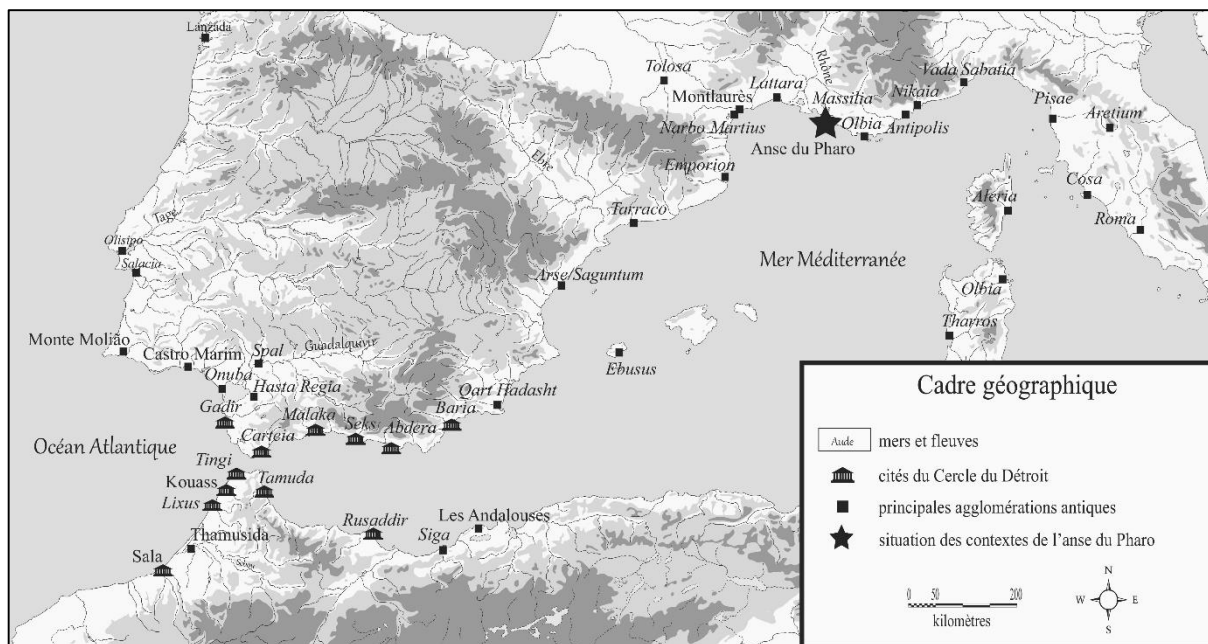 Lanzada
Tolosa
Lattara
Rhône
Vada Sabatia
Montlaurès
Massilia
Nikaia
Pisae
Aretium
Narbo Martius
Olbia
Antipolis
Anse du Pharo
Ebre
Emporion
Cosa
Aleria
Tarraco
Roma
Tage
Olisipo
Salacia
Mer Méditerranée
Arse/Saguntum
Olbia
Tharros
Monte Molião
Castro Marim
Spal
Guadalquivir
Ebusus
Onuba
Hasta Regia
Qart Hadasht
Gadir
Malaka
Seks
Abdera
Baria
Océan Atlantique
Carteia
Tingi
Kouass
Tamuda
Lixus
Rusaddir
Les Andalouses
Siga
Thamusida
Sala
Cadre géographique
Aude mers et fleuves
cités du Cercle du Détroit
principales agglomérations antiques
situation des contextes de l'anse du Pharo
0 50 200
kilomètres
N
W E
S